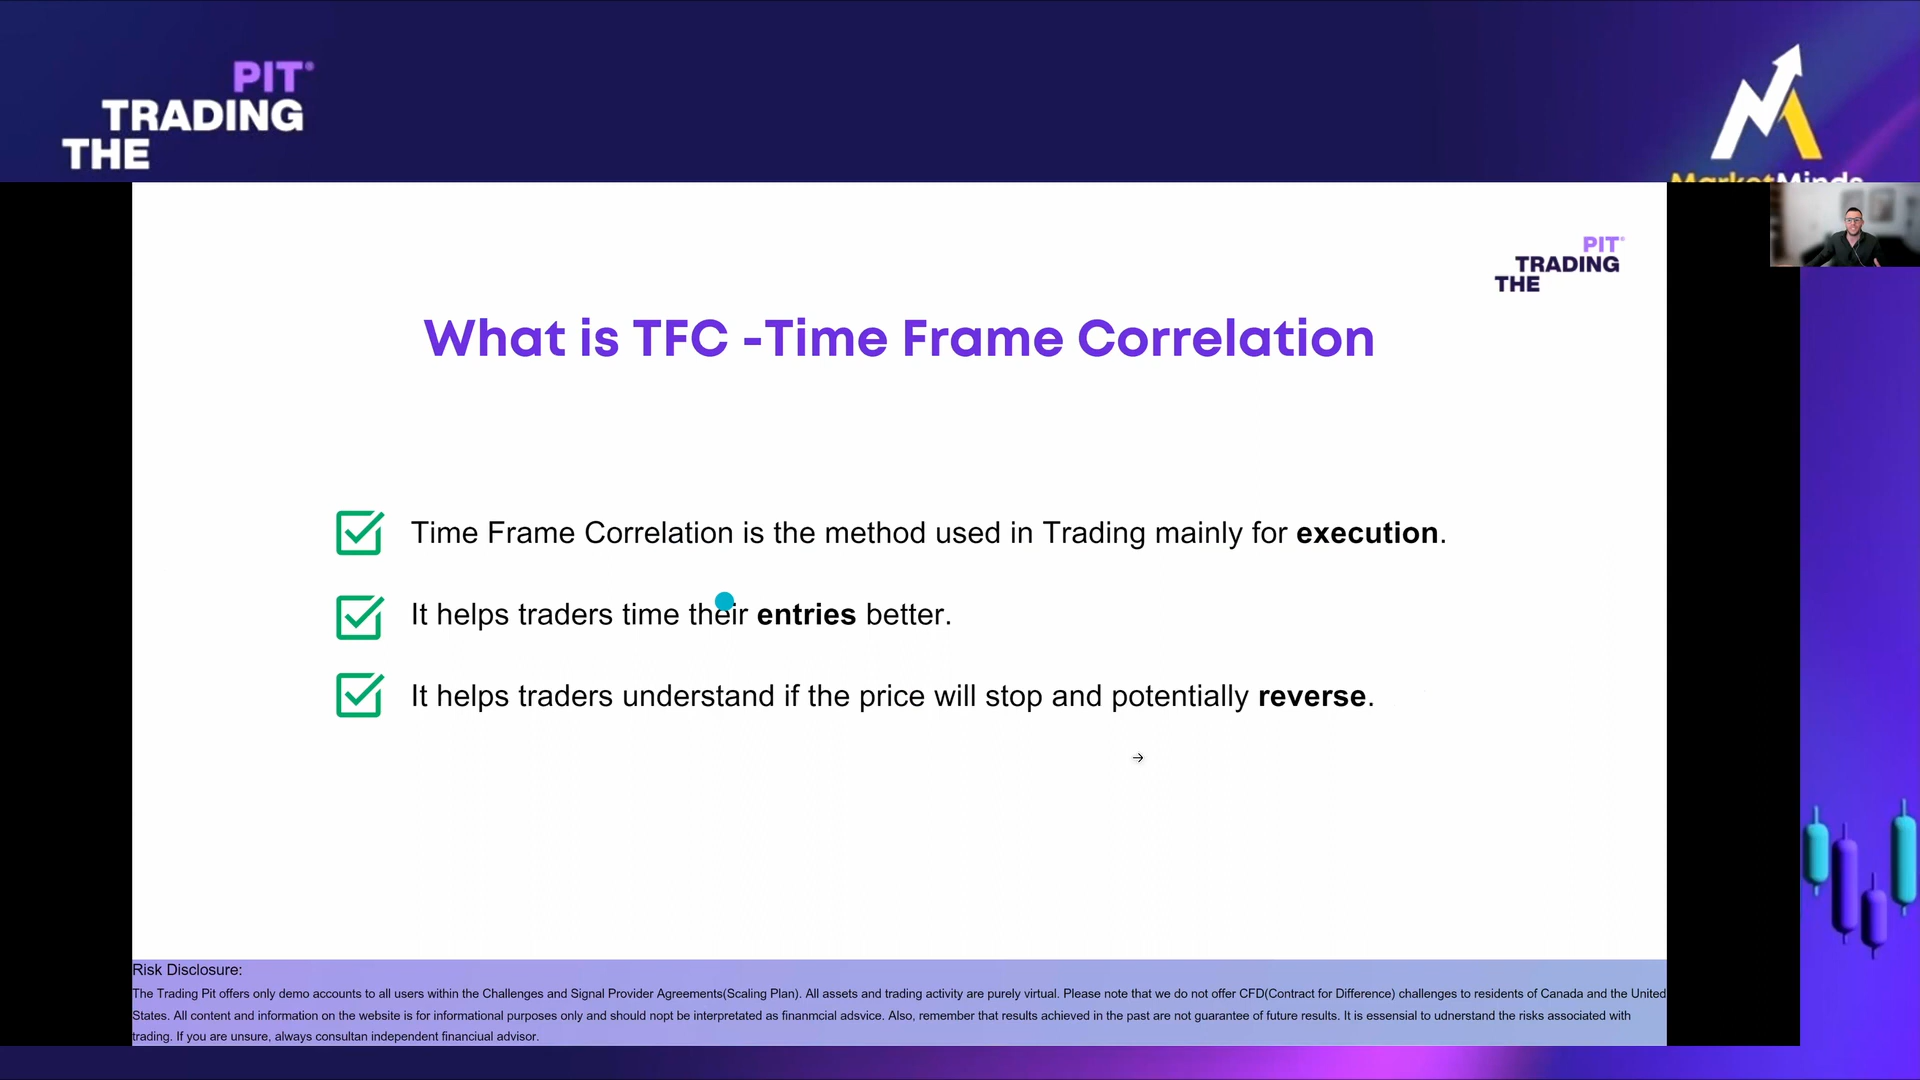 PIT®
TRADING
THE
MarketMinds
PIT®
TRADING
THE
What is TFC -Time Frame Correlation
Time Frame Correlation is the method used in Trading mainly for execution.
It helps traders time their entries better.
It helps traders understand if the price will stop and potentially reverse.
Risk Disclosure:
The Trading Pit offers only demo accounts to all users within the Challenges and Signal Provider Agreements(Scaling Plan). All assets and trading activity are purely virtual. Please note that we do not offer CFD(Contract for Difference) challenges to residents of Canada and the United
States. All content and information on the website is for informational purposes only and should nopt be interpretated as finanmcial adsvice. Also, remember that results achieved in the past are not guarantee of future results. It is essensial to udnerstand the risks associated with
trading. If you are unsure, always consultan independent financiual advisor.